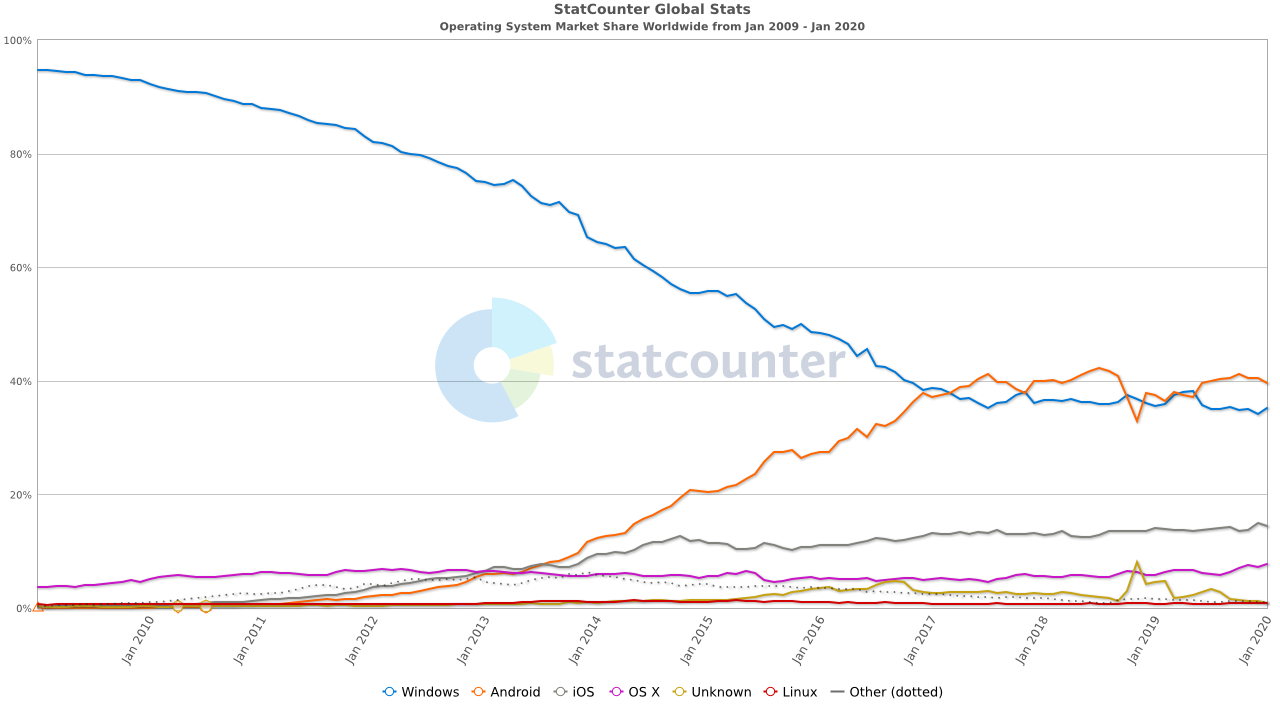 StatCounter Global Stats
Operating System Market Share Worldwide from Jan 2009 - Jan 2020
100%
80%
60%
40%
20%
0%
statcounter
Jan 2010
Jan 2011
Jan 2012
Jan 2013
Jan 2014
Jan 2015
Jan 2016
Jan 2017
Jan 2018
Jan 2019
Jan 2020
Windows Android iOS OS X Unknown Linux Other (dotted)